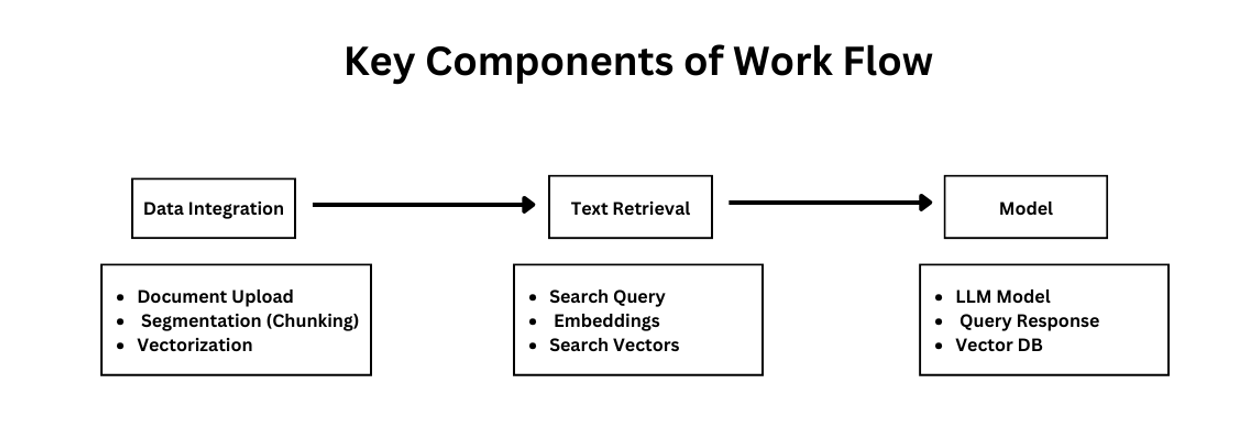 Key Components of Work Flow
Data Integration
Text Retrieval
Model
• Document Upload
• Segmentation (Chunking)
• Vectorization
• Search Query
• Embeddings
• Search Vectors
• LLM Model
• Query Response
• Vector DB